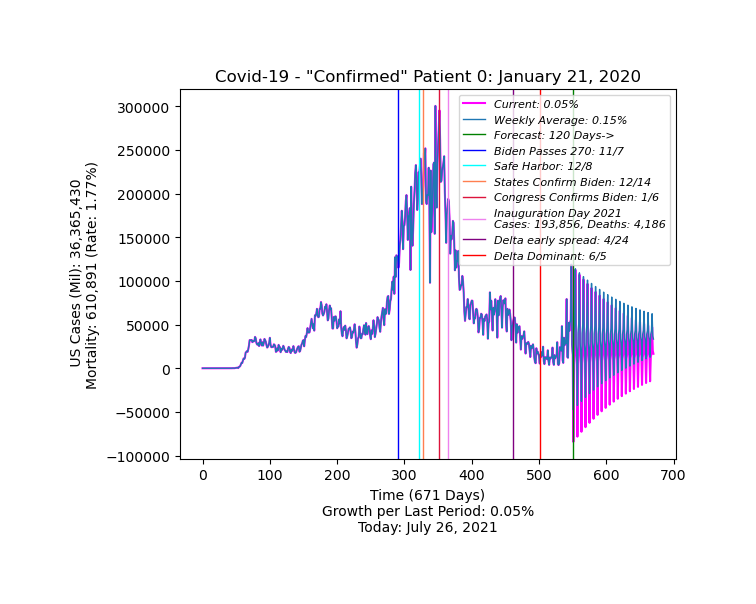 Covid-19 - "Confirmed" Patient 0: January 21, 2020
300000
250000
200000
150000
100000
50000
0
−50000
−100000
US Cases (Mil): 36,365,430
Mortality: 610,891 (Rate: 1.77%)
Current: 0.05%
Weekly Average: 0.15%
Forecast: 120 Days->
Biden Passes 270: 11/7
Safe Harbor: 12/8
States Confirm Biden: 12/14
Congress Confirms Biden: 1/6
Inauguration Day 2021
Cases: 193,856, Deaths: 4,186
Delta early spread: 4/24
Delta Dominant: 6/5
0 100 200 300 400 500 600 700
Time (671 Days)
Growth per Last Period: 0.05%
Today: July 26, 2021